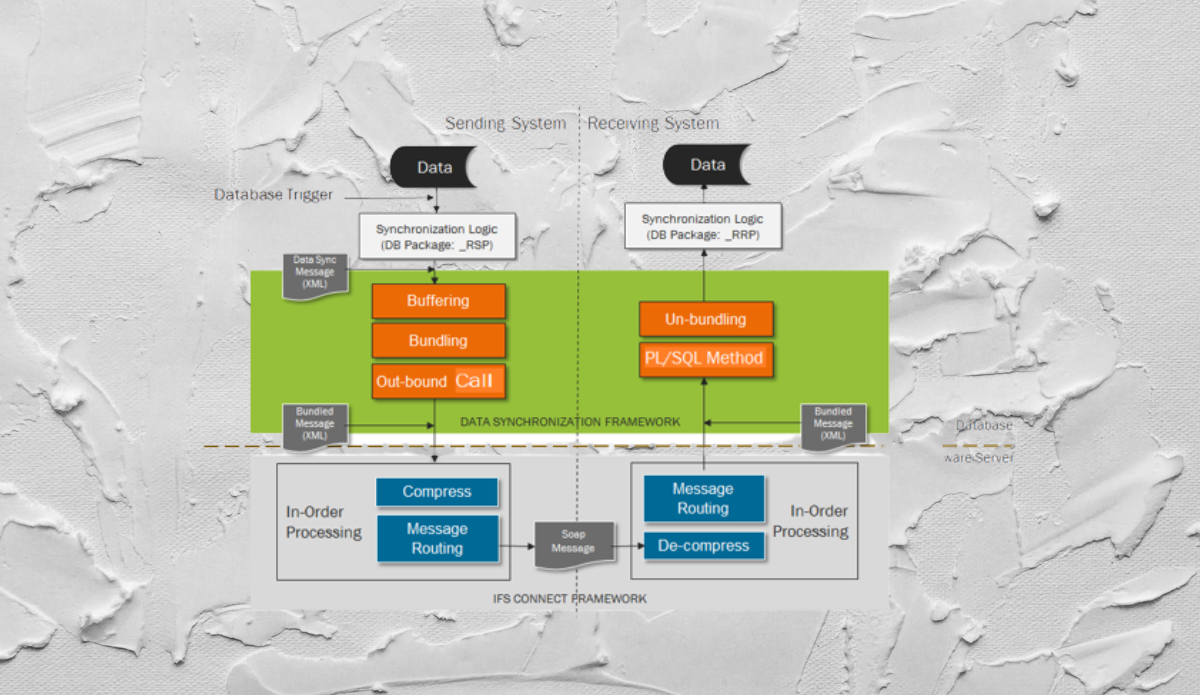 Sending System
Receiving System
Data
Data
Database Trigger
Synchronization Logic
(DB Package: _RSP)
Synchronization Logic
(DB Package: _RRP)
Data Sync
Message
(XML)
Buffering
Bundling
Out-bound Call
Un-bundling
PL/SQL Method
Bundled
Message
(XML)
DATA SYNCHRONIZATION FRAMEWORK
Bundled
Message
(XML)
Database
ware Server
In-Order
Processing
Compress
Message
Routing
Soap
Message
Message
Routing
De-compress
In-Order
Processing
IFS CONNECT FRAMEWORK